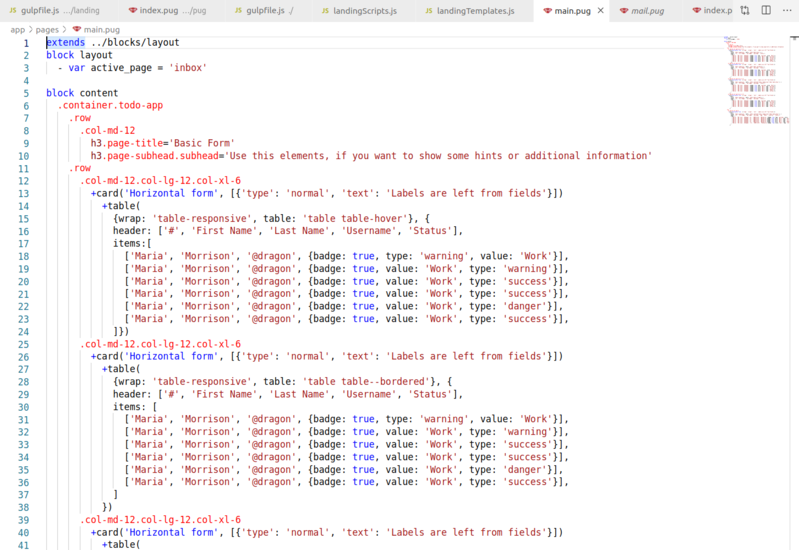 gulpfile.js .../landing index.pug .../pug gulpfile.js ./ landingScripts.js landingTemplates.js main.pug mail.pug index.p
app > pages > main.pug
1 extends ../blocks/layout
2 block layout
3 - var active_page = 'inbox'
4
5 block content
6 .container.todo-app
7 .row
8 .col-md-12
9 h3.page-title='Basic Form'
10 h3.page-subhead.subhead='Use this elements, if you want to show some hints or additional information'
11 .row
12 .col-md-12.col-lg-12.col-xl-6
13 +card('Horizontal form', [{'type': 'normal', 'text': 'Labels are left from fields'}])
14 +table(
15 {wrap: 'table-responsive', table: 'table table-hover'}, {
16 header: ['#', 'First Name', 'Last Name', 'Username', 'Status'],
17 items:[
18 ['Maria', 'Morrison', '@dragon', {badge: true, type: 'warning', value: 'Work'}],
19 ['Maria', 'Morrison', '@dragon', {badge: true, value: 'Work', type: 'warning'}],
20 ['Maria', 'Morrison', '@dragon', {badge: true, value: 'Work', type: 'success'}],
21 ['Maria', 'Morrison', '@dragon', {badge: true, value: 'Work', type: 'success'}],
22 ['Maria', 'Morrison', '@dragon', {badge: true, value: 'Work', type: 'danger'}],
23 ['Maria', 'Morrison', '@dragon', {badge: true, value: 'Work', type: 'success'}],
24 ]})
25 .col-md-12.col-lg-12.col-xl-6
26 +card('Horizontal form', [{'type': 'normal', 'text': 'Labels are left from fields'}])
27 +table(
28 {wrap: 'table-responsive', table: 'table table--bordered'}, {
29 header: ['#', 'First Name', 'Last Name', 'Username', 'Status'],
30 items: [
31 ['Maria', 'Morrison', '@dragon', {badge: true, type: 'warning', value: 'Work'}],
32 ['Maria', 'Morrison', '@dragon', {badge: true, value: 'Work', type: 'warning'}],
33 ['Maria', 'Morrison', '@dragon', {badge: true, value: 'Work', type: 'success'}],
34 ['Maria', 'Morrison', '@dragon', {badge: true, value: 'Work', type: 'success'}],
35 ['Maria', 'Morrison', '@dragon', {badge: true, value: 'Work', type: 'danger'}],
36 ['Maria', 'Morrison', '@dragon', {badge: true, value: 'Work', type: 'success'}],
37 ]
38 })
39 .col-md-12.col-lg-12.col-xl-6
40 +card('Horizontal form', [{'type': 'normal', 'text': 'Labels are left from fields'}])
41 +table(